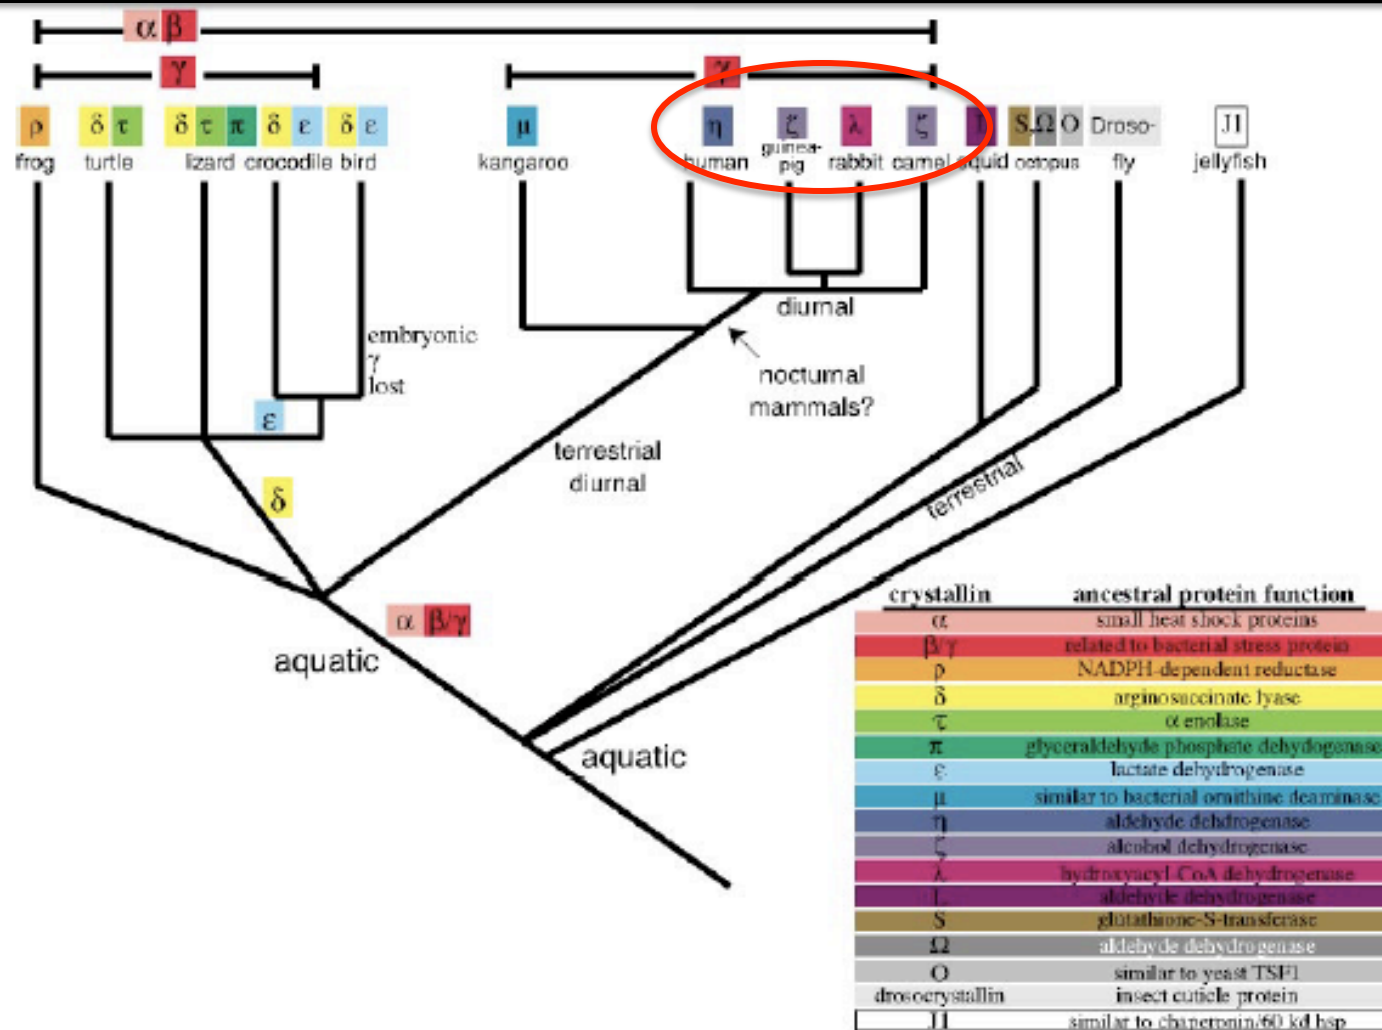 α β
γ
γ
ρ
δ τ
δ τ π
δ ε
δ ε
μ
η
ζ
λ
ζ
L
S Ω O
Droso-
J1
frog
turtle
lizard
crocodile
bird
kangaroo
human
guinea-
pig
rabbit
camel
squid
octopus
fly
jellyfish
diurnal
embryonic
γ
lost
nocturnal
mammals?
ε
terrestrial
diurnal
terrestrial
δ
α β/γ
aquatic
aquatic
crystallin ancestral protein function
α small heat shock proteins
β/γ related to bacterial stress protein
ρ NADPH-dependent reductase
δ arginosuccinate lyase
τ α enolase
π glyceraldehyde phosphate dehydogenase
ε lactate dehydrogenase
μ similar to bacterial ornithine deaminase
η aldehyde dehdrogenase
ζ alcohol dehydrogenase
λ hydroxyacyl-CoA dehydrogenase
L aldehyde dehydrogenase
S glutathione-S-transferase
Ω aldehyde dehydrogenase
O similar to yeast TSF1
drosocrystallin insect cuticle protein
J1 similar to chaperonin/60 kd hsp